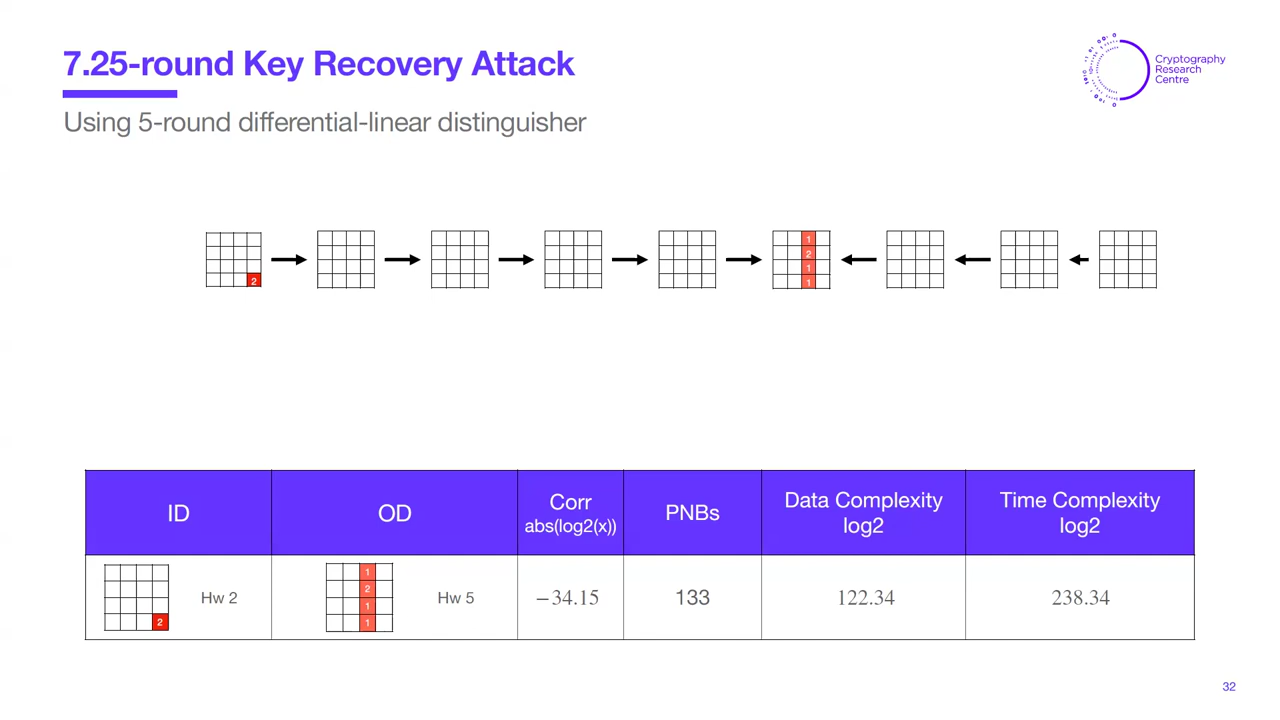 7.25-round Key Recovery Attack
Cryptography
Research
Centre
Using 5-round differential-linear distinguisher
2
1
2
1
1
ID
OD
Corr
abs(log2(x))
PNBs
Data Complexity
log2
Time Complexity
log2
2
Hw 2
1
2
1
1
Hw 5
−34.15
133
122.34
238.34
32